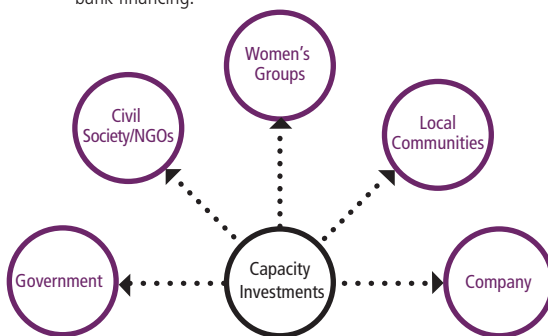 bank financing.
Women's
Groups
Civil
Society/NGOs
Local
Communities
Government
Capacity
Investments
Company